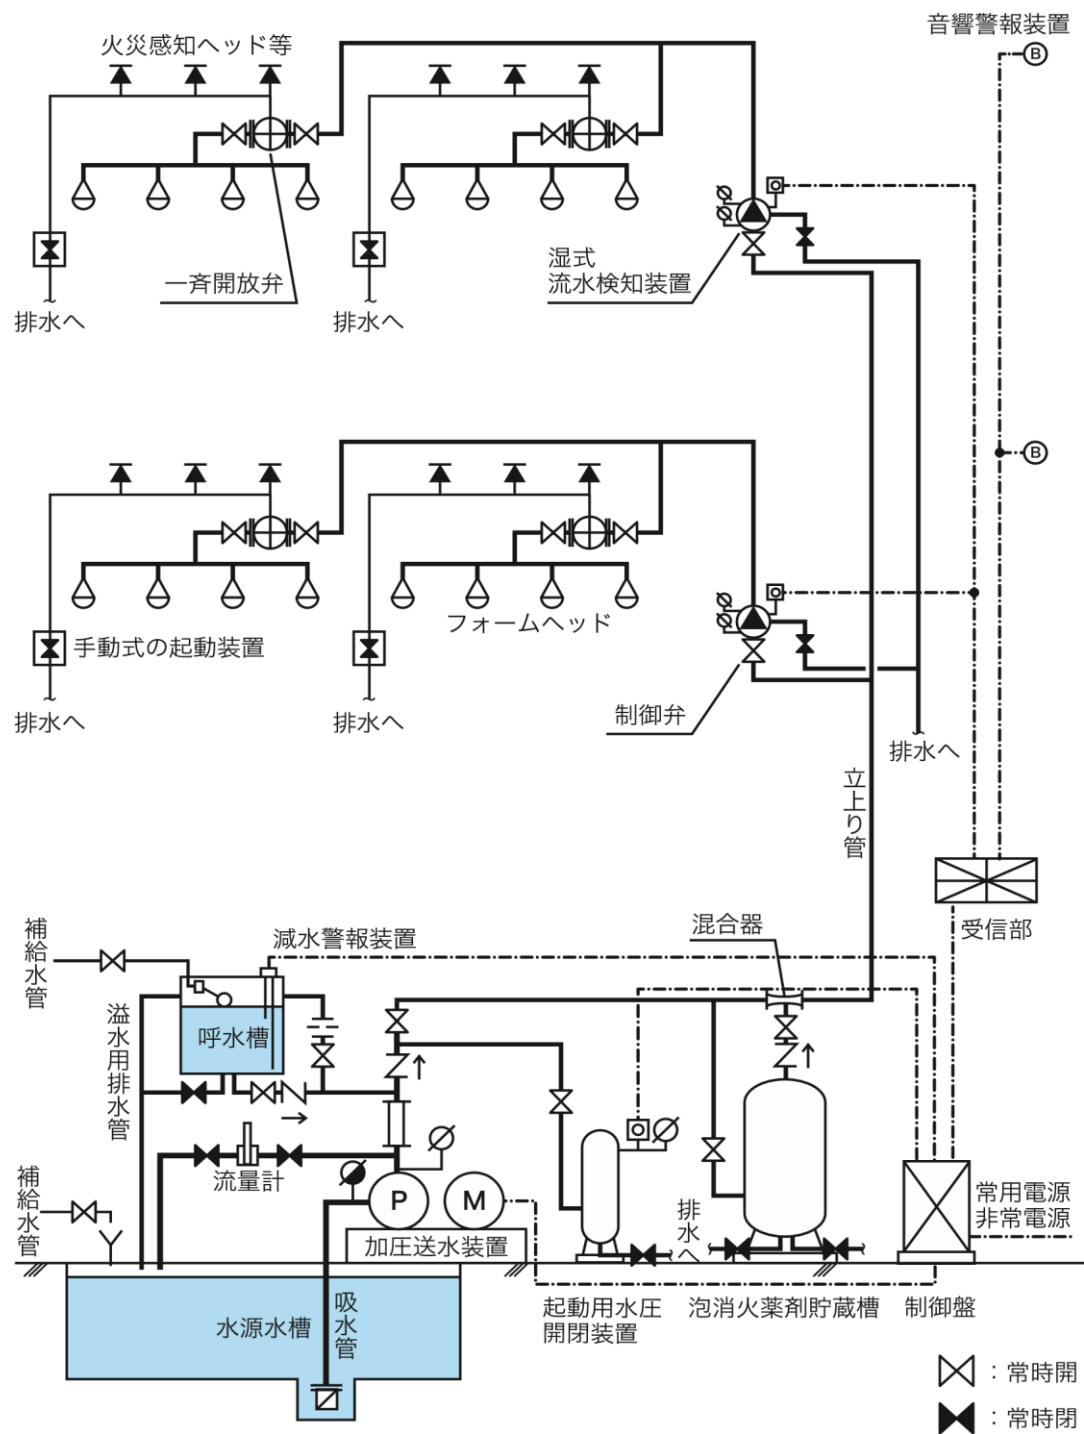 音響警報装置
B
火災感知ヘッド等
一斉開放弁
湿式
流水検知装置
排水へ
排水へ
B
フォームヘッド
手動式の起動装置
制御弁
排水へ
排水へ
排水へ
立上り管
受信部
混合器
補給水管
減水警報装置
呼水槽
溢水用排水管
流量計
補給水管
P
M
加圧送水装置
排水へ
常用電源
非常電源
水源水槽
吸水管
起動用水圧
開閉装置
泡消火薬剤貯蔵槽
制御盤
：常時開
：常時閉